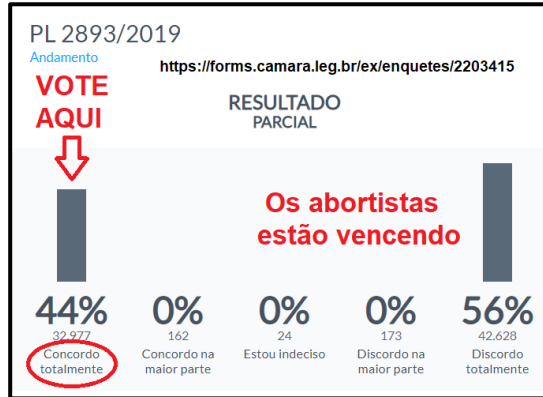 PL 2893/2019
Andamento
https://forms.camara.leg.br/ex/enquetes/2203415
VOTE
AQUI
RESULTADO
PARCIAL
Os abortistas
estão vencendo
44% 0% 0% 0% 56%
32.977 162 24 173 42.628
Concordo Concordo na Estou indeciso Discordo na Discordo
totalmente maior parte maior parte totalmente